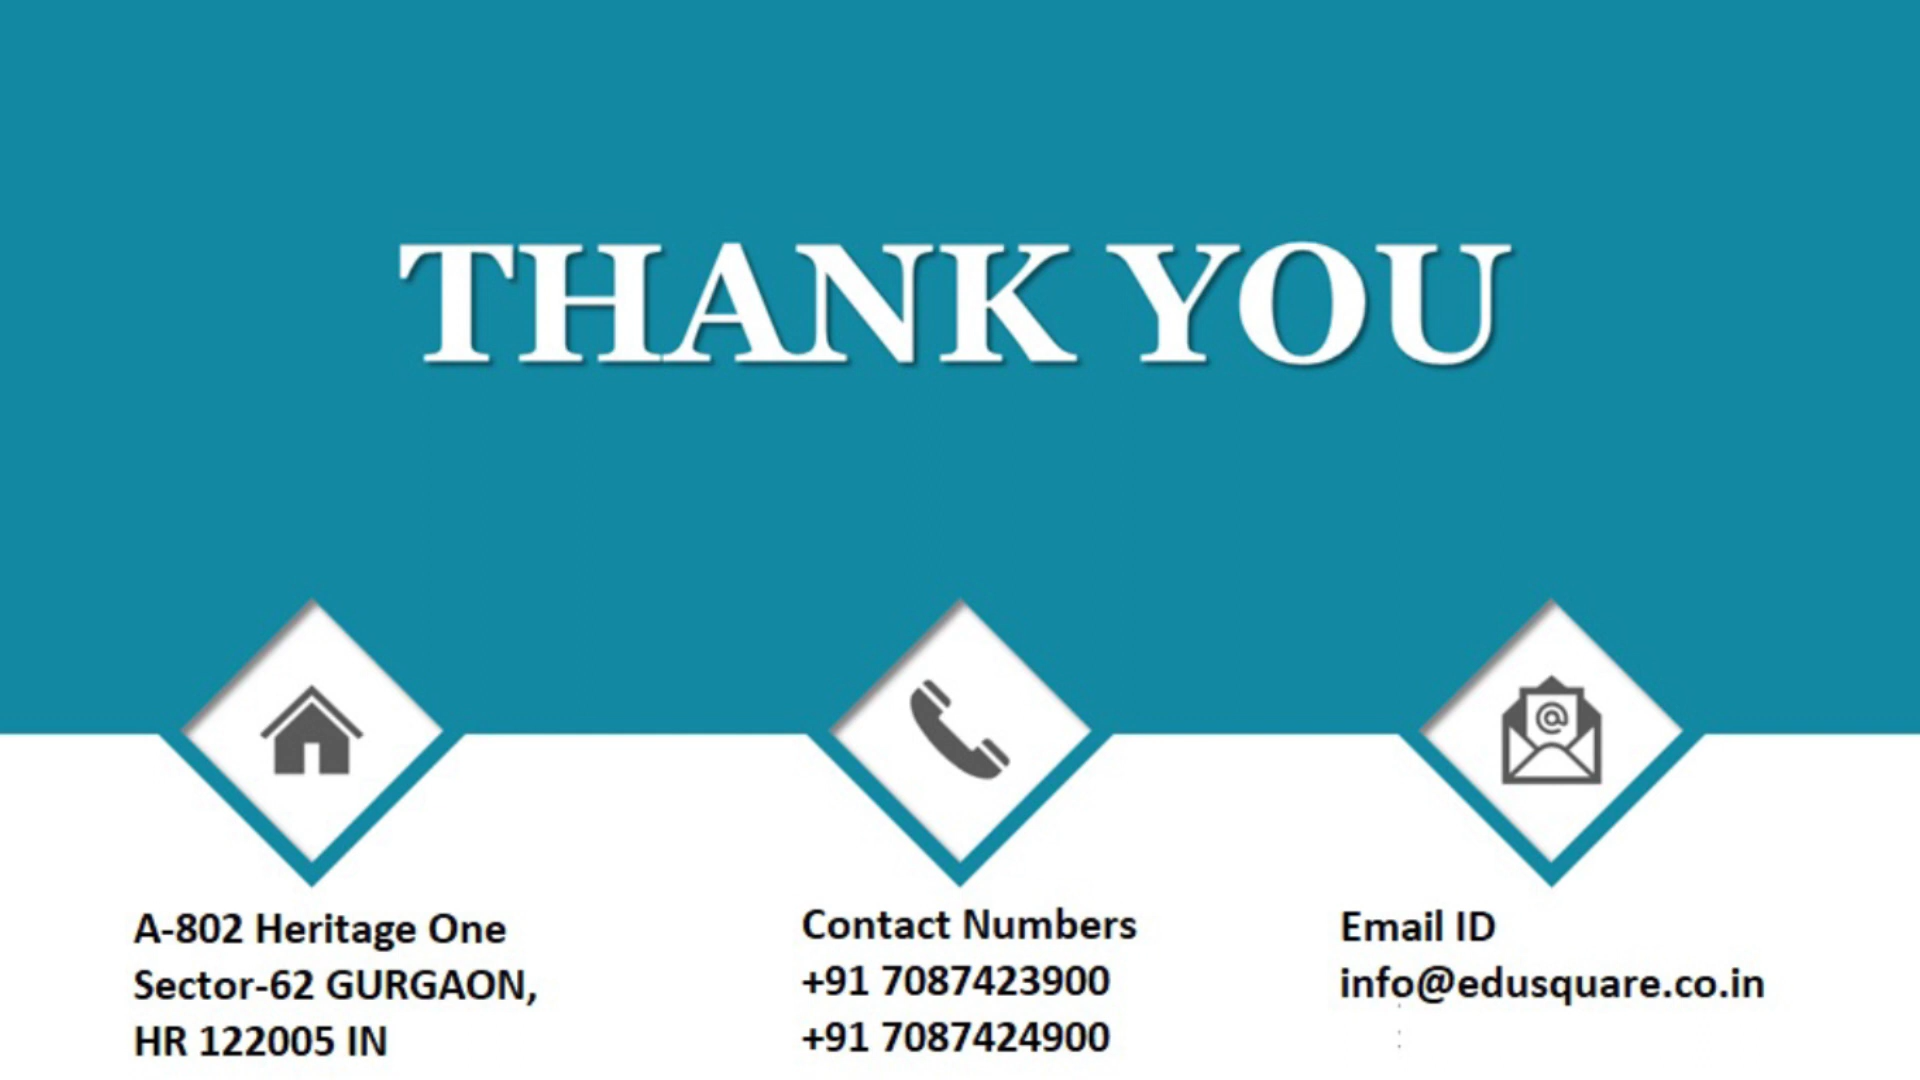 THANK YOU
A-802 Heritage One
Sector-62 GURGAON,
HR 122005 IN
Contact Numbers
+91 7087423900
+91 7087424900
Email ID
info@edusquare.co.in